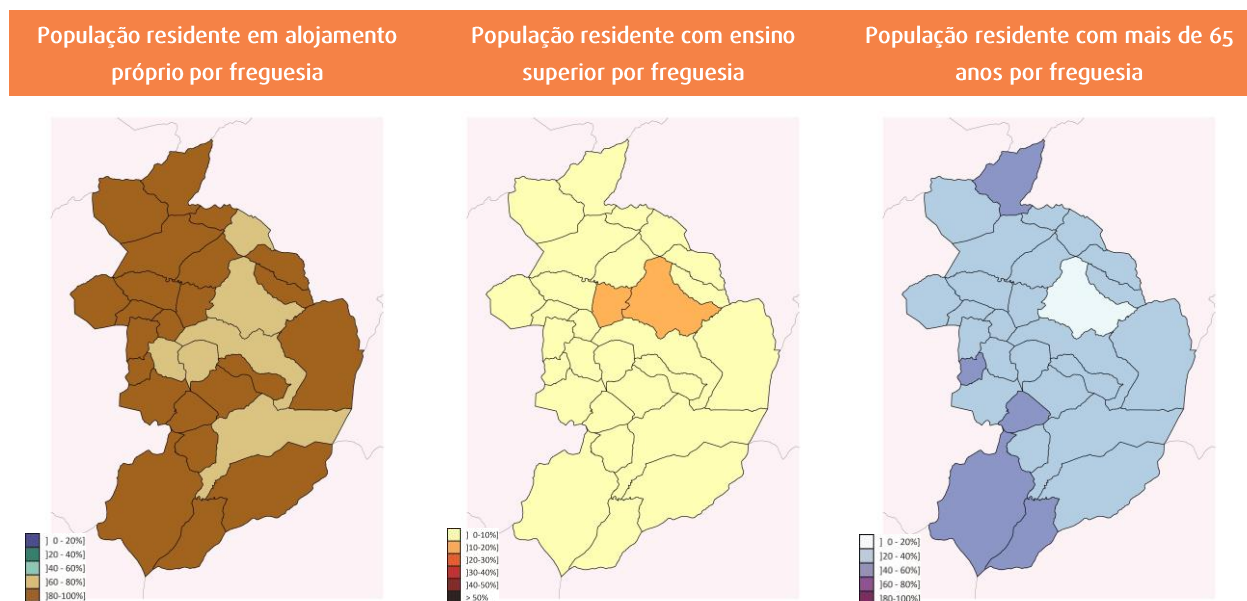 População residente em alojamento
próprio por freguesia
População residente com ensino
superior por freguesia
População residente com mais de 65
anos por freguesia
] 0 - 20%]
]20 - 40%]
]40 - 60%]
]60 - 80%]
]80-100%]
] 0-10%]
]10-20%]
]20-30%]
]30-40%]
]40-50%]
> 50%
] 0 - 20%]
]20 - 40%]
]40 - 60%]
]60 - 80%]
]80-100%]